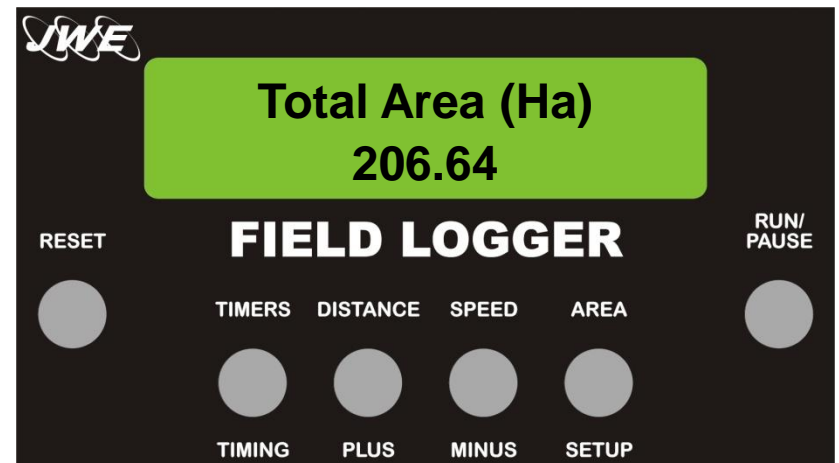 JWE
Total Area (Ha)
206.64
FIELD LOGGER
RESET
RUN/
PAUSE
TIMERS DISTANCE SPEED AREA
TIMING PLUS MINUS SETUP